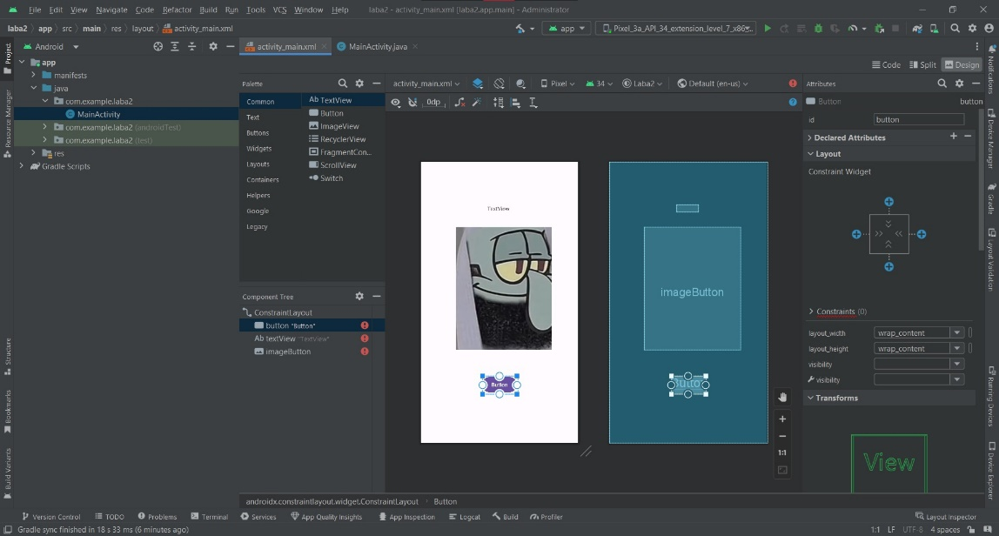 File Edit View Navigate Code Refactor Build Run Tools VCS Window Help laba2 - activity_main.xml [laba2.app.main] - Administrator
laba2 app src main res layout activity_main.xml app Pixel_3a_API_34_extension_level_7_x86...
Android activity_main.xml MainActivity.java
Code Split Design
app
manifests
java
com.example.laba2
MainActivity
com.example.laba2 (androidTest)
com.example.laba2 (test)
res
Gradle Scripts
Project
Resource Manager
Structure
Bookmarks
Build Variants
Palette
Common
Text
Buttons
Widgets
Layouts
Containers
Helpers
Google
Legacy
Ab TextView
Button
ImageView
RecyclerView
FragmentCon...
ScrollView
Switch
Component Tree
ConstraintLayout
button "Button"
Ab textView "TextView"
imageButton
activity_main.xml Pixel 34 Laba2 Default (en-us)
0dp
TextView
Button
imageButton
Butto
1:1
androidx.constraintlayout.widget.ConstraintLayout Button
Attributes
Button button
id button
Declared Attributes
Layout
Constraint Widget
Constraints (0)
layout_width wrap_content
layout_height wrap_content
visibility
visibility
Transforms
View
Notifications
Device Manager
Gradle
Layout Validation
Device Explorer
Version Control TODO Problems Terminal Services App Quality Insights App Inspection Logcat Build Profiler Layout Inspector
Gradle sync finished in 18 s 33 ms (6 minutes ago) 1:1 LF UTF-8 4 spaces